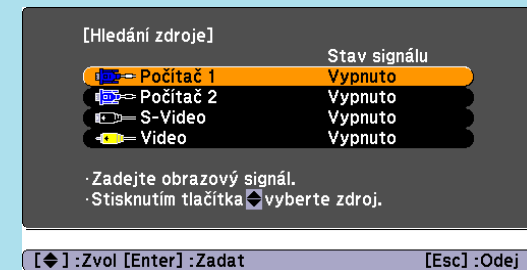 [Hledání zdroje]
Stav signálu
Počítač 1 Vypnuto
Počítač 2 Vypnuto
S-Video Vypnuto
Video Vypnuto
·Zadejte obrazový signál.
·Stisknutím tlačítka vyberte zdroj.
[ ] :Zvol [Enter] :Zadat [Esc] :Odej